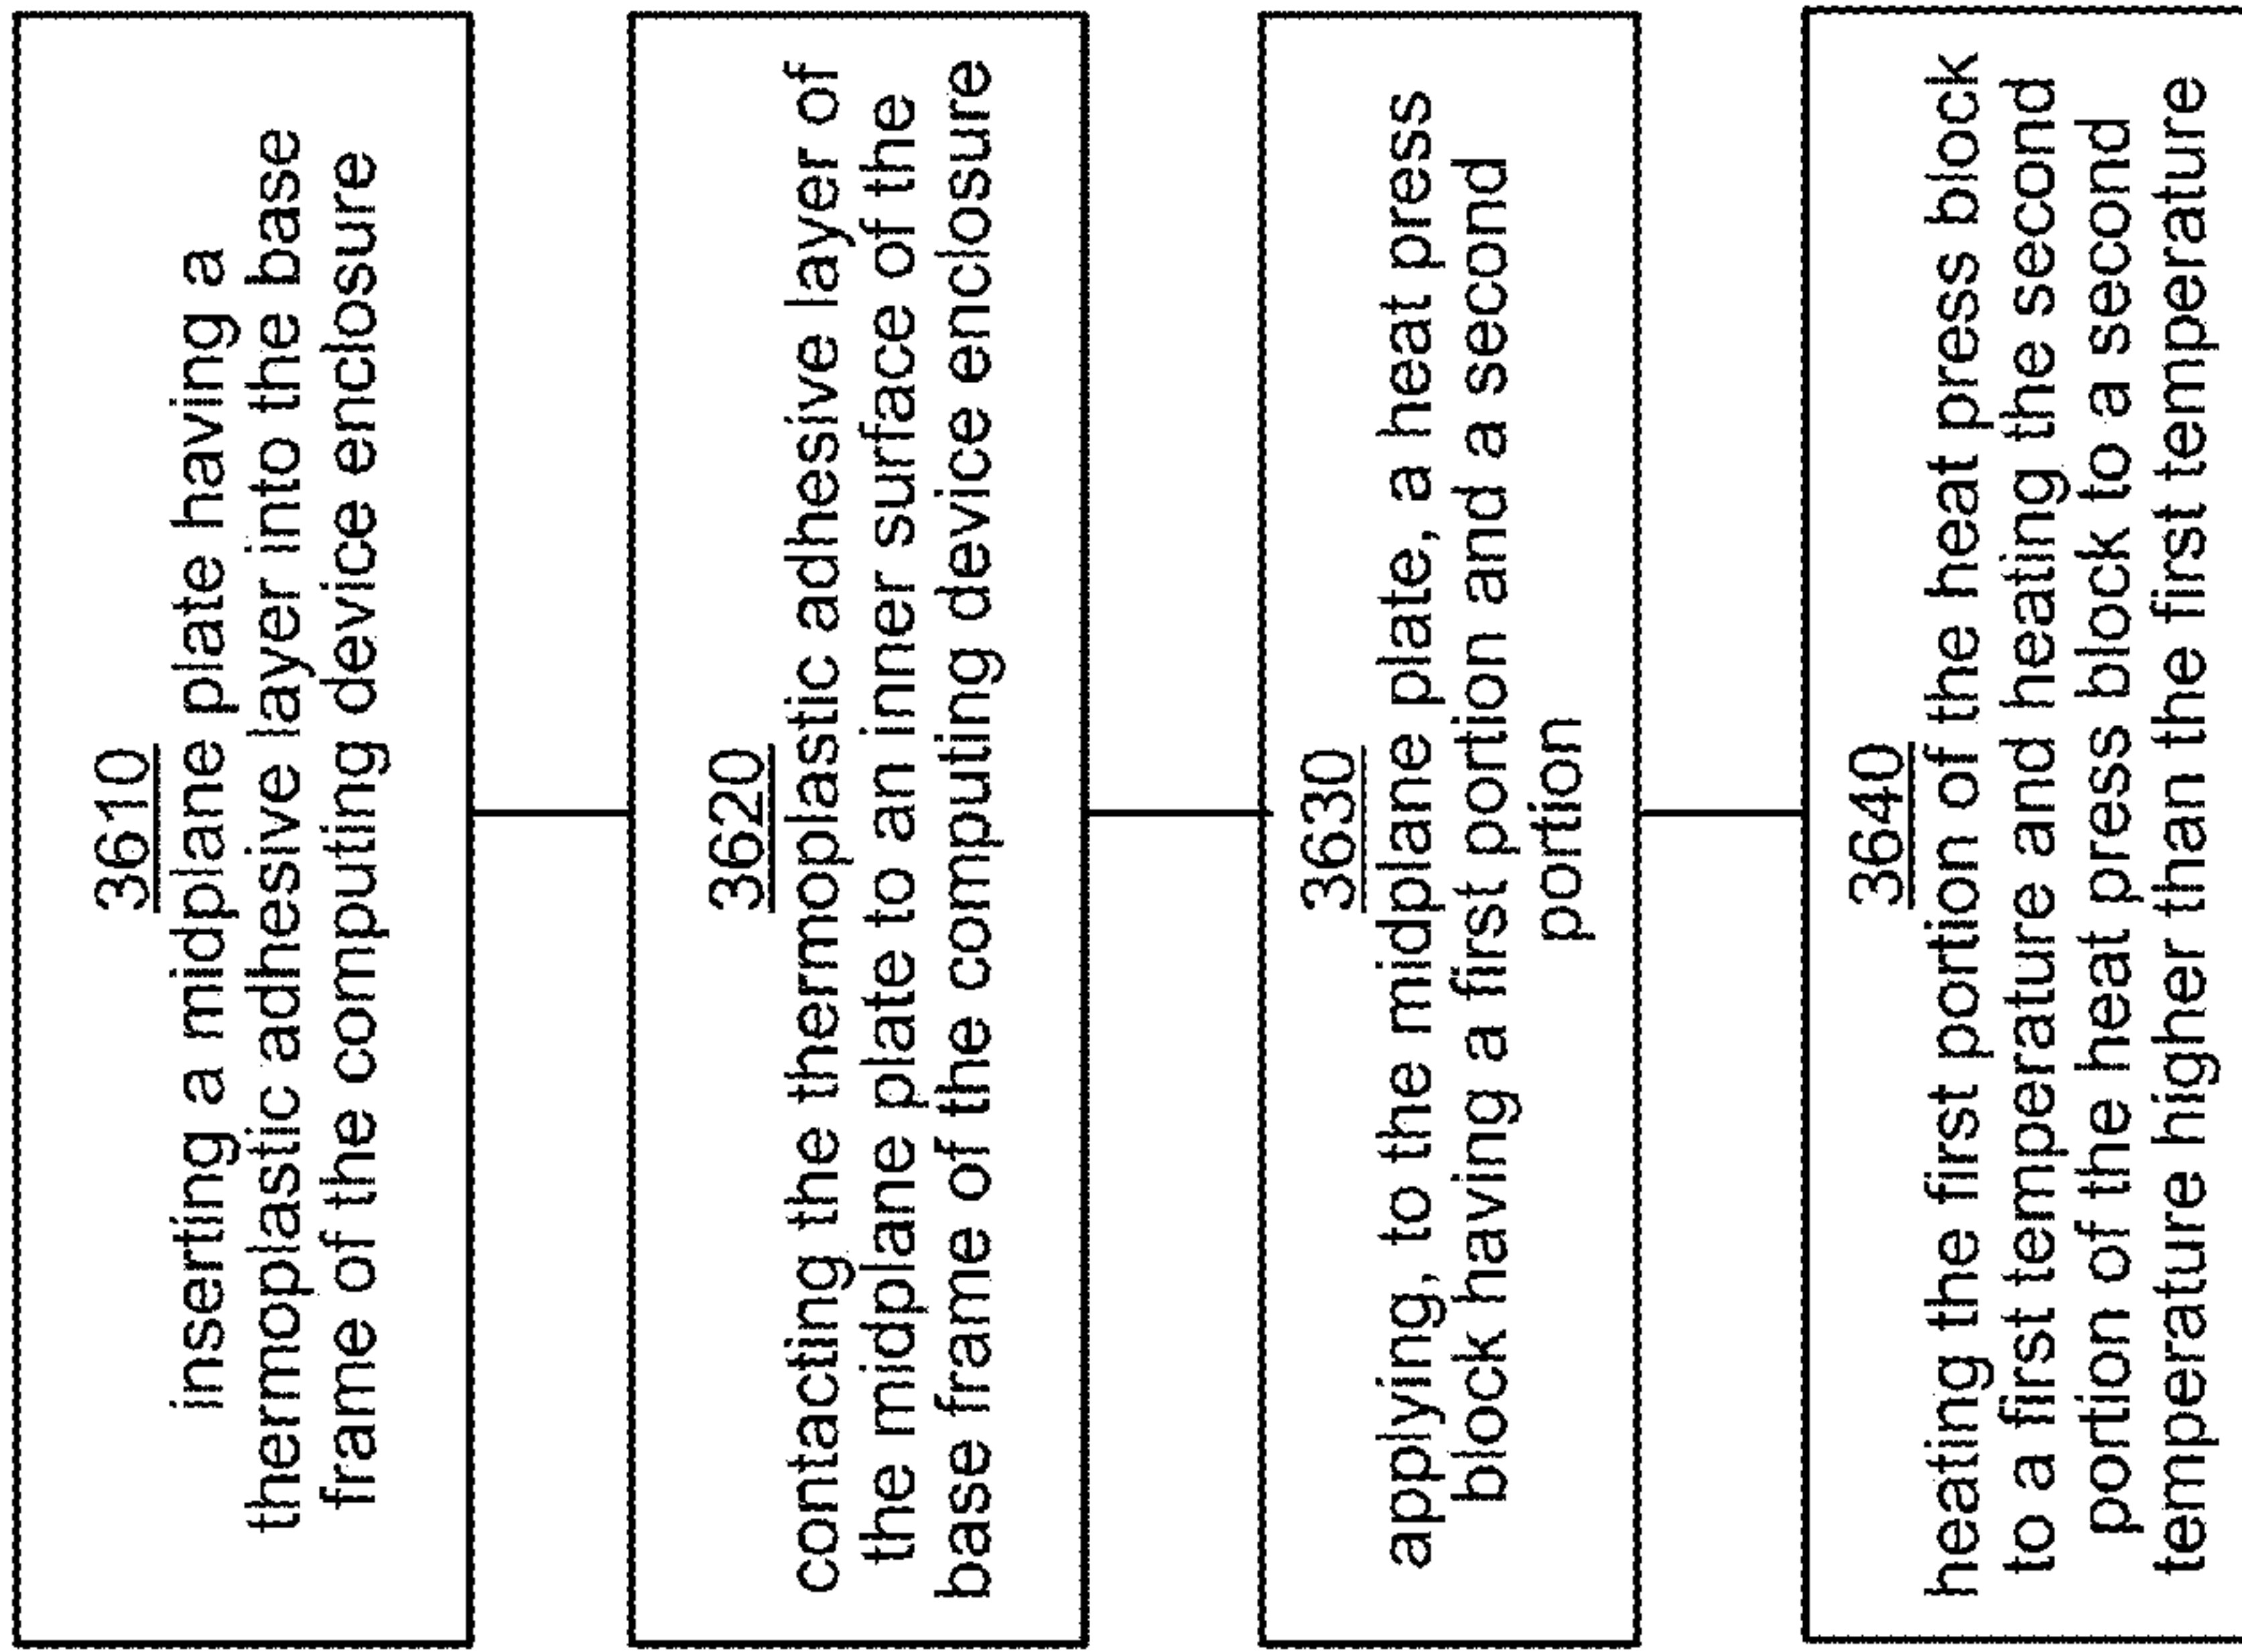 3610
inserting a midplane plate having a
thermoplastic adhesive layer into the base
frame of the computing device enclosure
3620
contacting the thermoplastic adhesive layer of
the midplane plate to an inner surface of the
base frame of the computing device enclosure
3630
applying, to the midplane plate, a heat press
block having a first portion and a second
portion
3640
heating the first portion of the heat press block
to a first temperature and heating the second
portion of the heat press block to a second
temperature higher than the first temperature